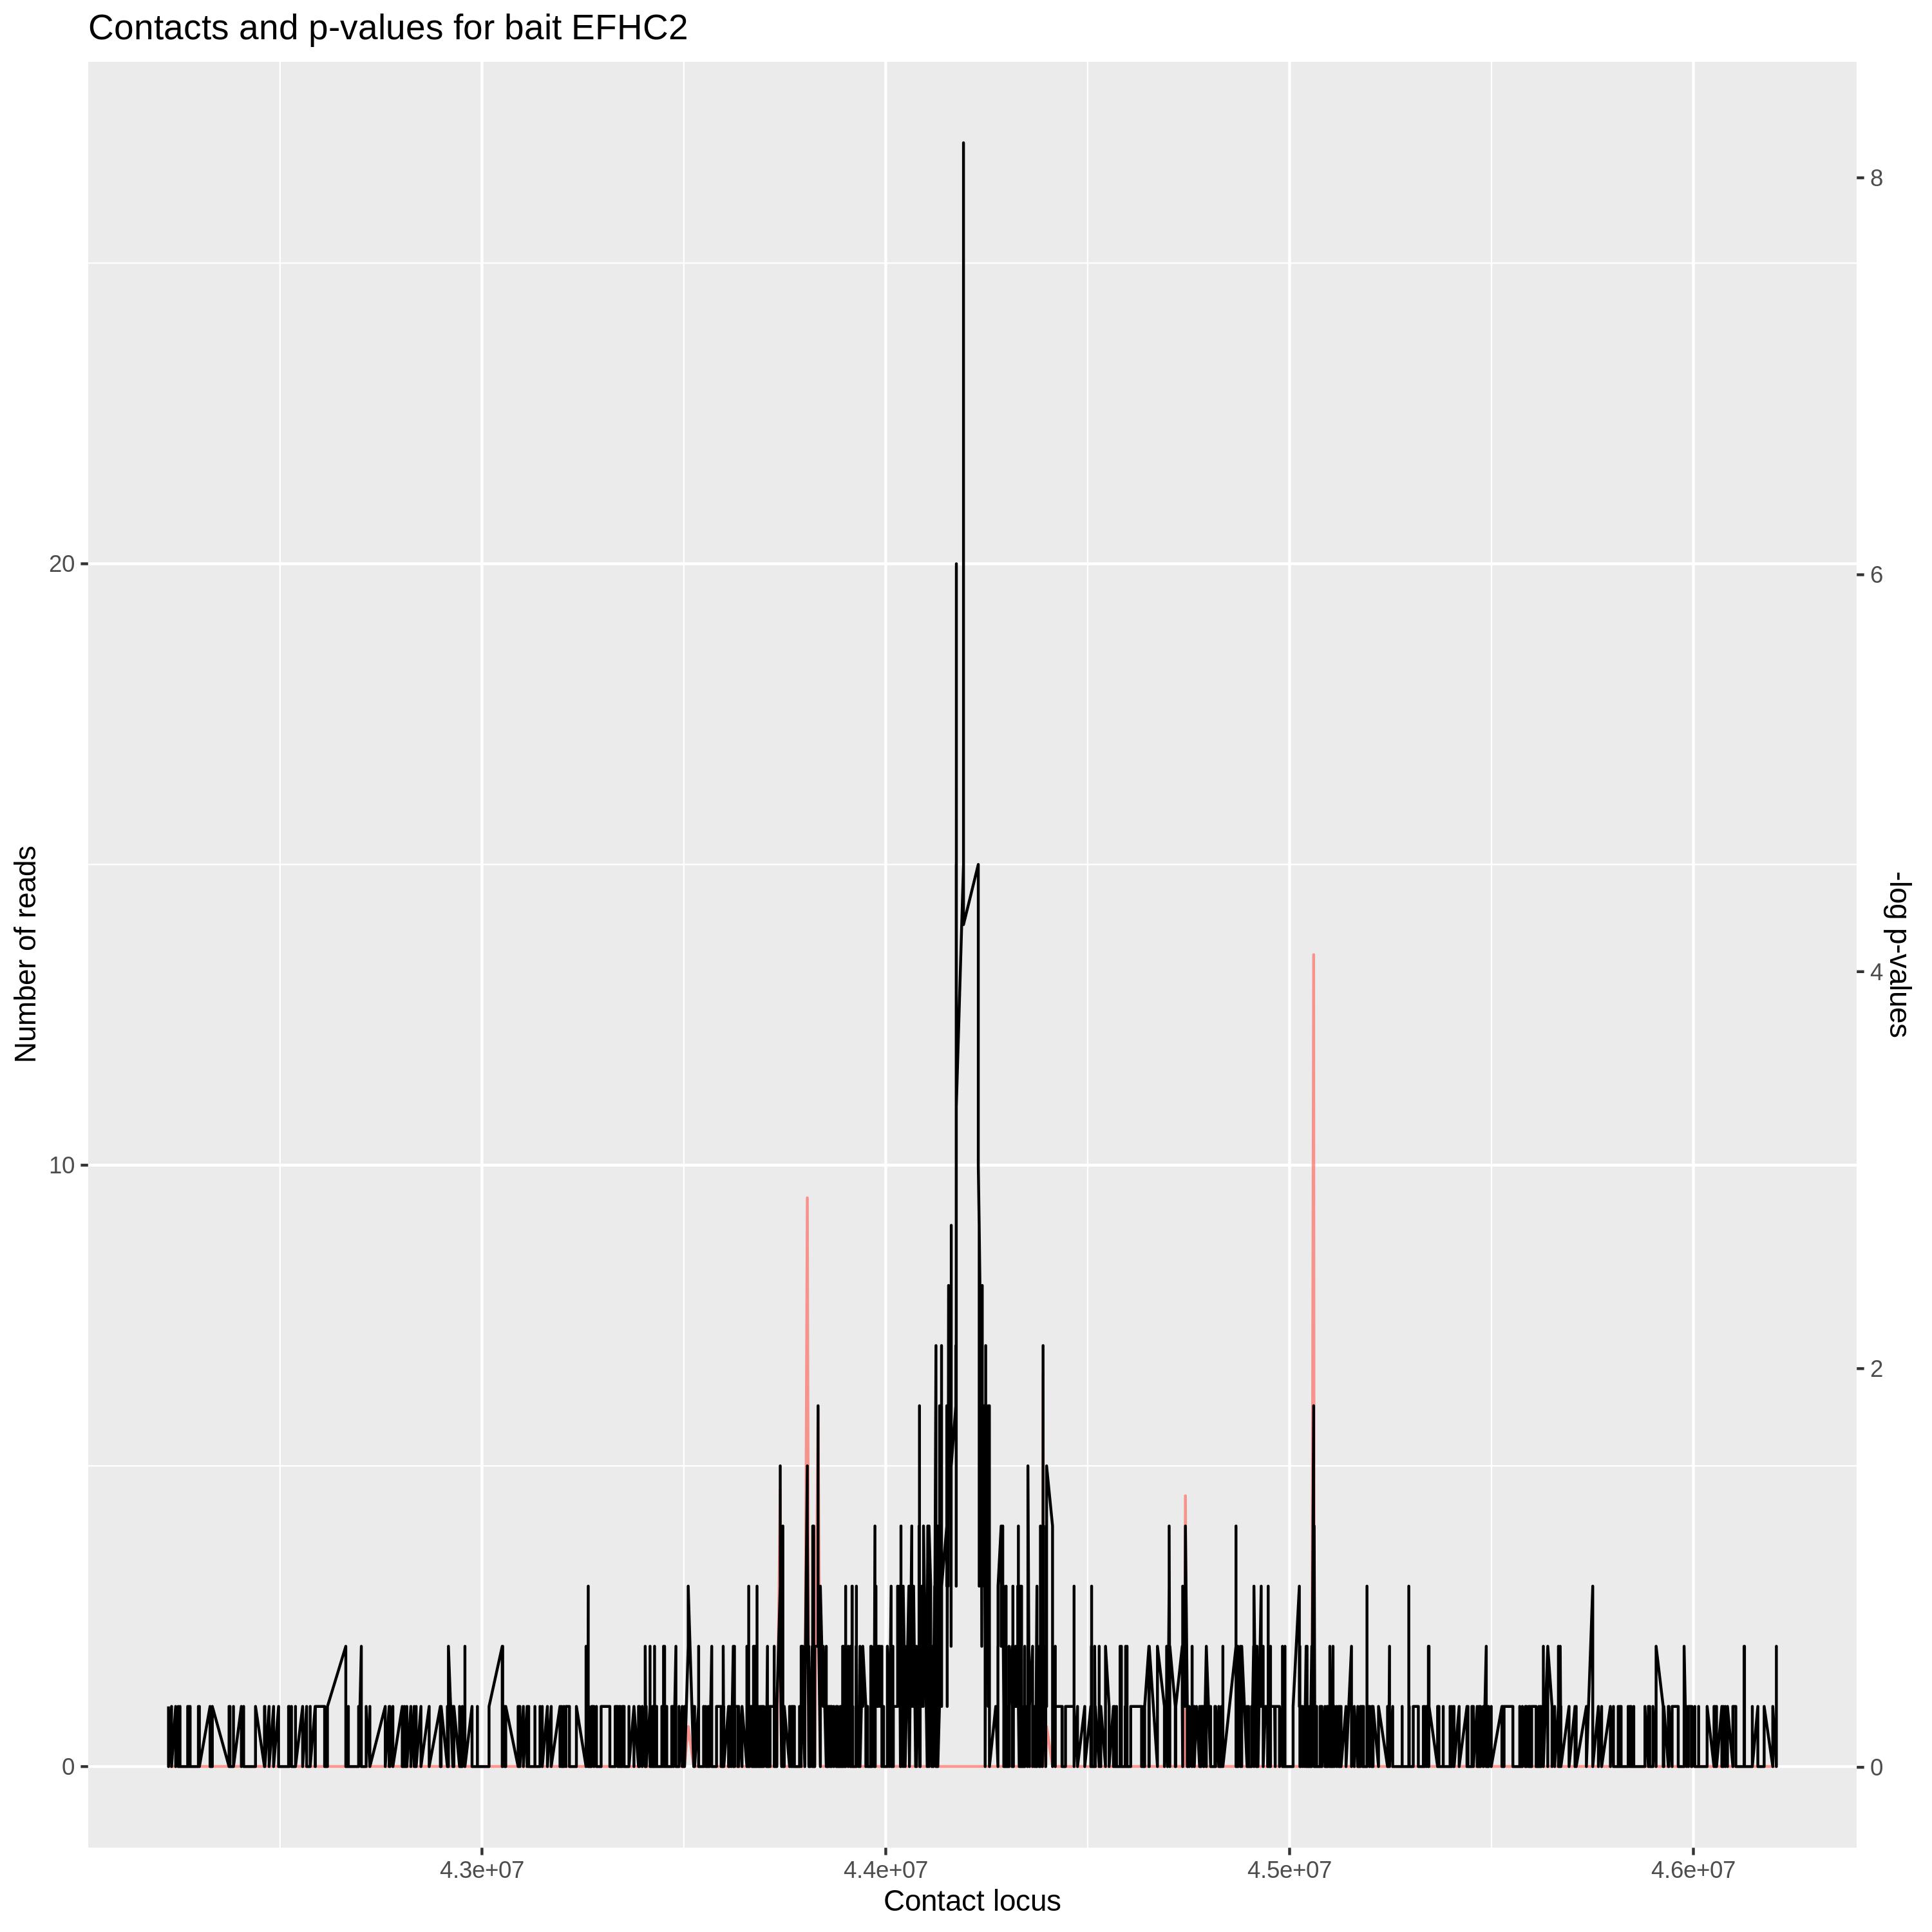 Contacts and p-values for bait EFHC2
Number of reads
20
10
0
8
6
4
2
0
-log p-values
4.3e+07
4.4e+07
4.5e+07
4.6e+07
Contact locus